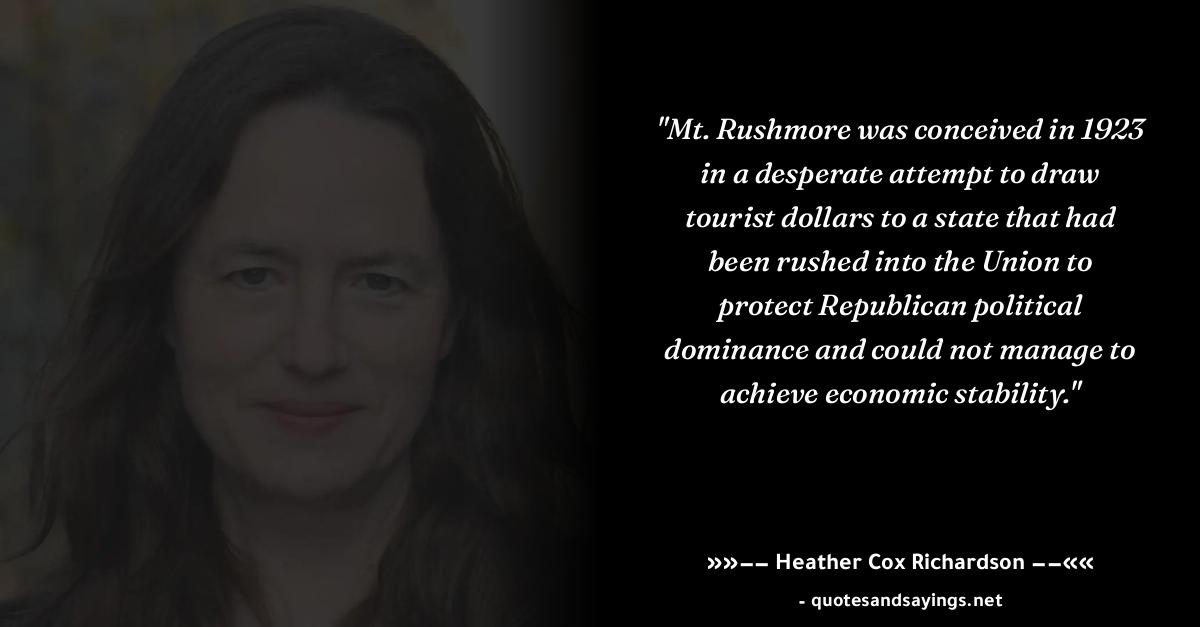 "Mt. Rushmore was conceived in 1923
in a desperate attempt to draw
tourist dollars to a state that had
been rushed into the Union to
protect Republican political
dominance and could not manage to
achieve economic stability."
»»−− Heather Cox Richardson −−««
- quotesandsayings.net